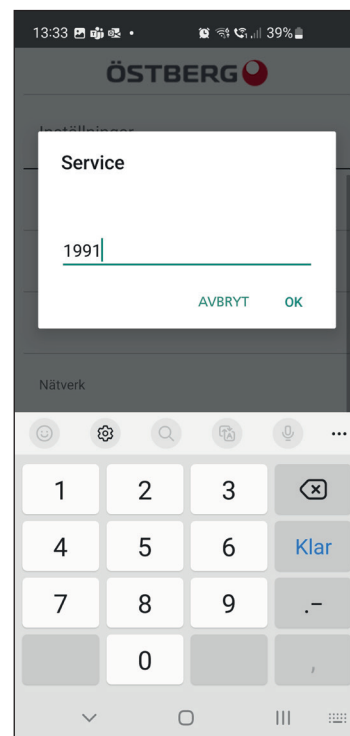 13:33 39%
ÖSTBERG
Inställningar
Service
1991
AVBRYT OK
Nätverk
1 2 3
4 5 6 Klar
7 8 9 .-
0 ,